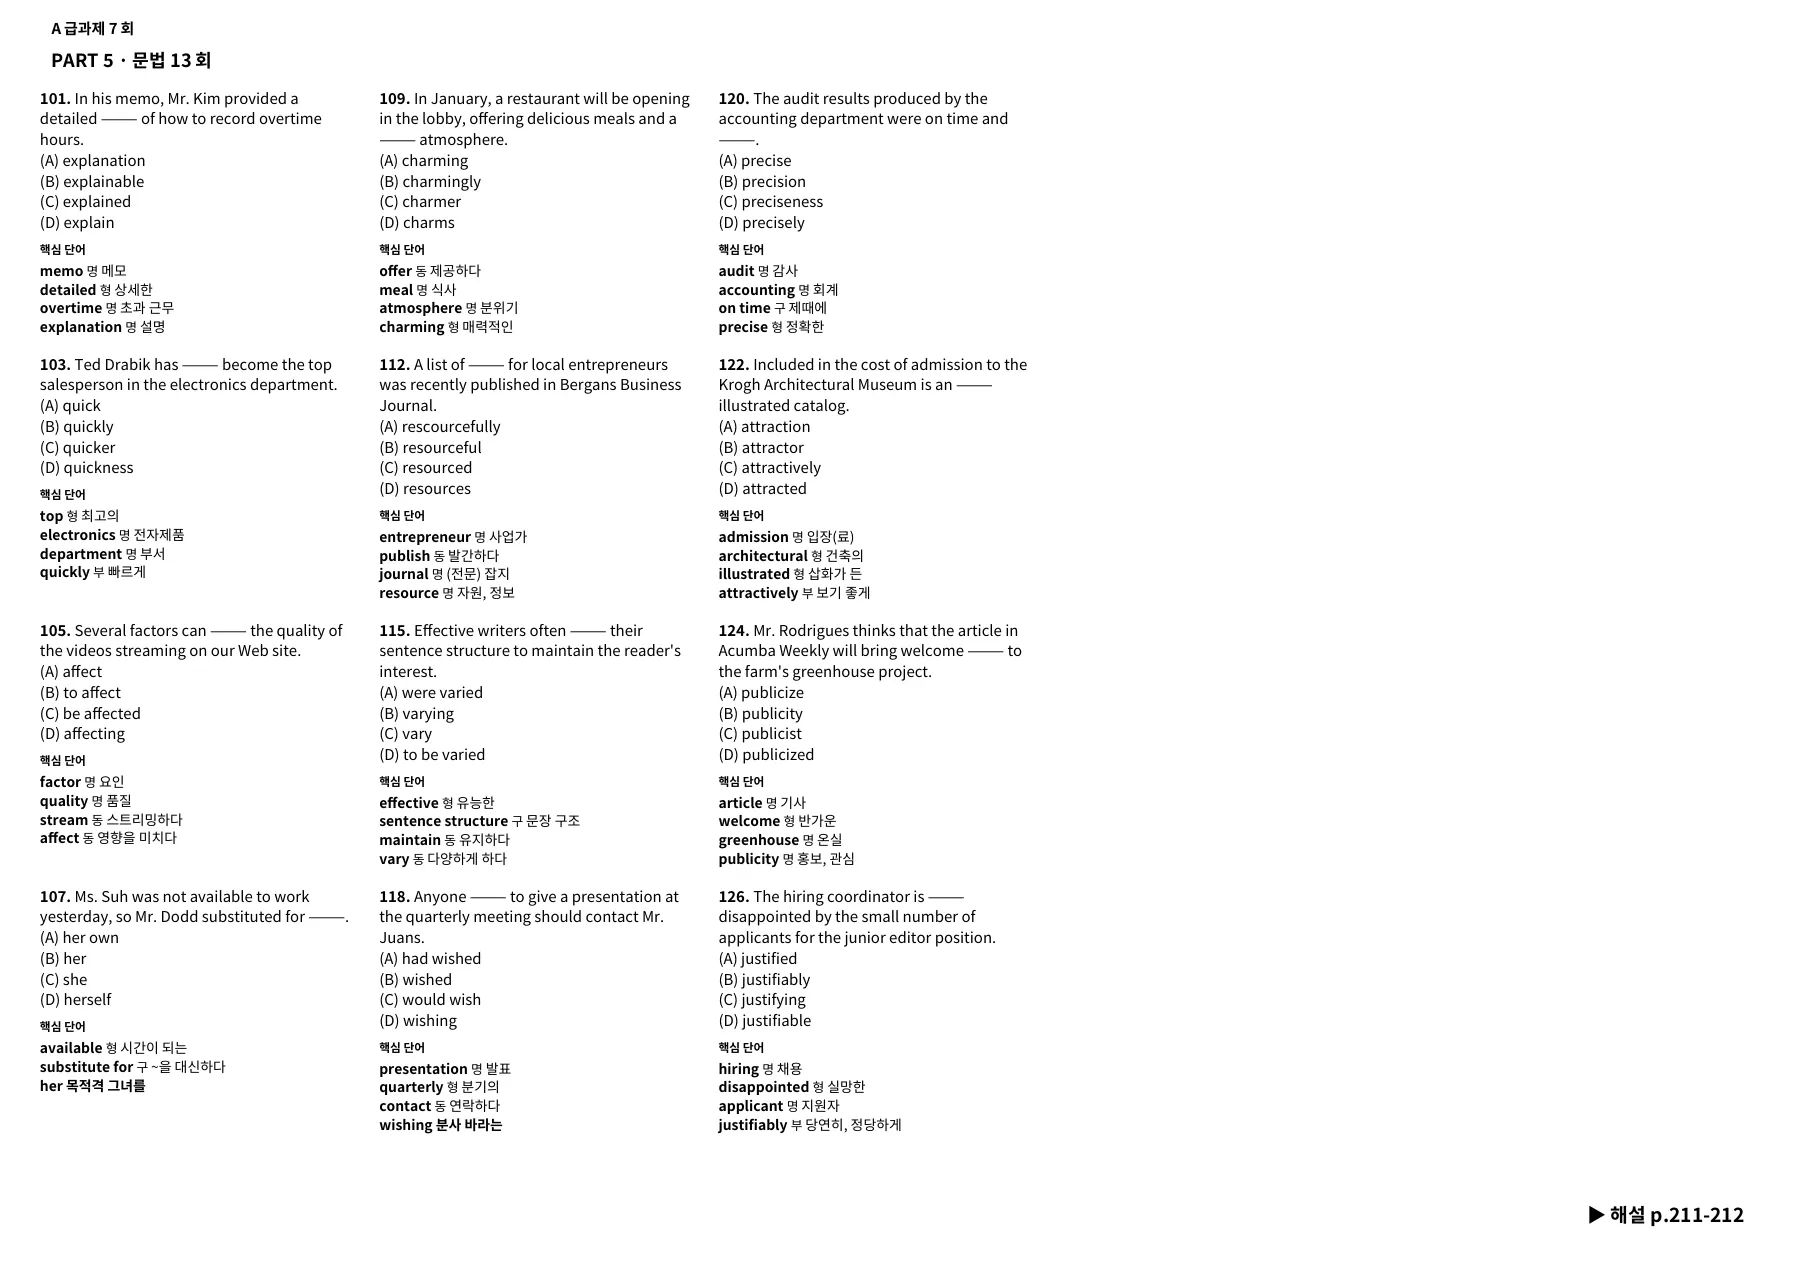 A급과제 7회
PART 5 · 문법 13회
101. In his memo, Mr. Kim provided a
detailed —— of how to record overtime
hours.
(A) explanation
(B) explainable
(C) explained
(D) explain
핵심 단어
memo 명 메모
detailed 형 상세한
overtime 명 초과 근무
explanation 명 설명
103. Ted Drabik has —— become the top
salesperson in the electronics department.
(A) quick
(B) quickly
(C) quicker
(D) quickness
핵심 단어
top 형 최고의
electronics 명 전자제품
department 명 부서
quickly 부 빠르게
105. Several factors can —— the quality of
the videos streaming on our Web site.
(A) affect
(B) to affect
(C) be affected
(D) affecting
핵심 단어
factor 명 요인
quality 명 품질
stream 동 스트리밍하다
affect 동 영향을 미치다
107. Ms. Suh was not available to work
yesterday, so Mr. Dodd substituted for ——.
(A) her own
(B) her
(C) she
(D) herself
핵심 단어
available 형 시간이 되는
substitute for 구 ~을 대신하다
her 목적격 그녀를
109. In January, a restaurant will be opening
in the lobby, offering delicious meals and a
—— atmosphere.
(A) charming
(B) charmingly
(C) charmer
(D) charms
핵심 단어
offer 동 제공하다
meal 명 식사
atmosphere 명 분위기
charming 형 매력적인
112. A list of —— for local entrepreneurs
was recently published in Bergans Business
Journal.
(A) rescourcefully
(B) resourceful
(C) resourced
(D) resources
핵심 단어
entrepreneur 명 사업가
publish 동 발간하다
journal 명 (전문) 잡지
resource 명 자원, 정보
115. Effective writers often —— their
sentence structure to maintain the reader's
interest.
(A) were varied
(B) varying
(C) vary
(D) to be varied
핵심 단어
effective 형 유능한
sentence structure 구 문장 구조
maintain 동 유지하다
vary 동 다양하게 하다
118. Anyone —— to give a presentation at
the quarterly meeting should contact Mr.
Juans.
(A) had wished
(B) wished
(C) would wish
(D) wishing
핵심 단어
presentation 명 발표
quarterly 형 분기의
contact 동 연락하다
wishing 분사 바라는
120. The audit results produced by the
accounting department were on time and
——.
(A) precise
(B) precision
(C) preciseness
(D) precisely
핵심 단어
audit 명 감사
accounting 명 회계
on time 구 제때에
precise 형 정확한
122. Included in the cost of admission to the
Krogh Architectural Museum is an ——
illustrated catalog.
(A) attraction
(B) attractor
(C) attractively
(D) attracted
핵심 단어
admission 명 입장(료)
architectural 형 건축의
illustrated 형 삽화가 든
attractively 부 보기 좋게
124. Mr. Rodrigues thinks that the article in
Acumba Weekly will bring welcome —— to
the farm's greenhouse project.
(A) publicize
(B) publicity
(C) publicist
(D) publicized
핵심 단어
article 명 기사
welcome 형 반가운
greenhouse 명 온실
publicity 명 홍보, 관심
126. The hiring coordinator is ——
disappointed by the small number of
applicants for the junior editor position.
(A) justified
(B) justifiably
(C) justifying
(D) justifiable
핵심 단어
hiring 명 채용
disappointed 형 실망한
applicant 명 지원자
justifiably 부 당연히, 정당하게
▶ 해설 p.211-212